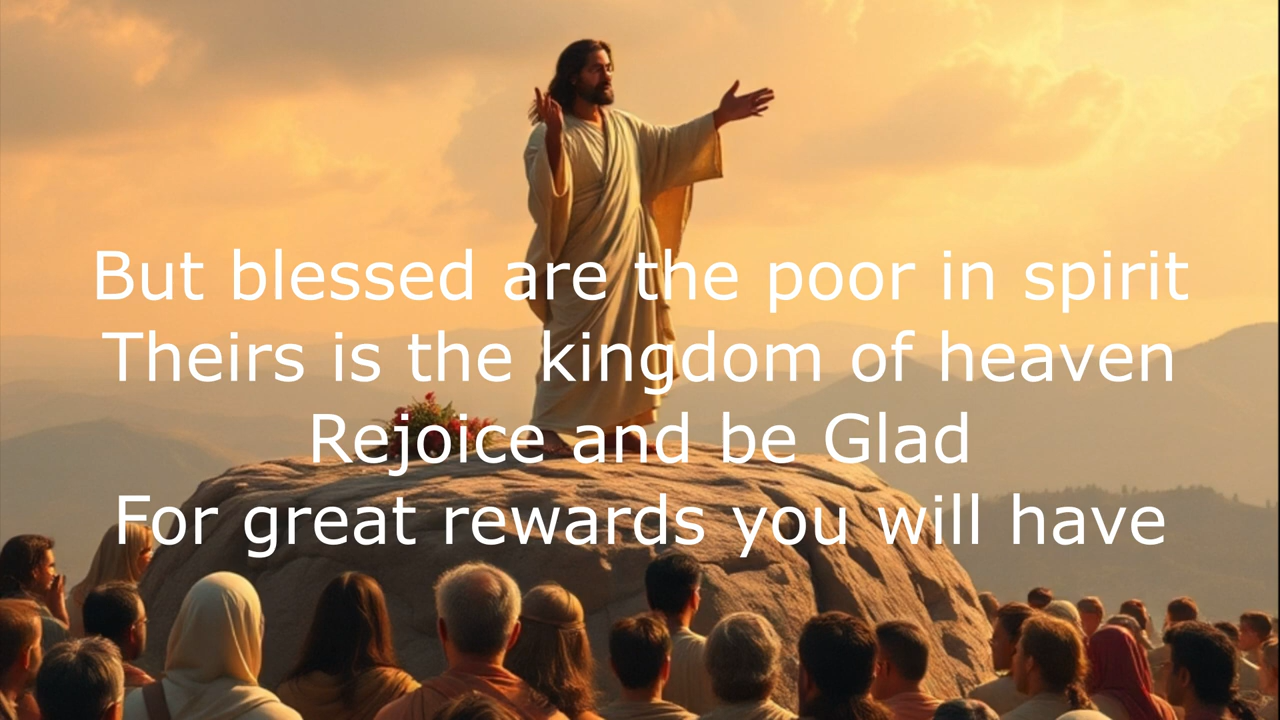 But blessed are the poor in spirit
Theirs is the kingdom of heaven
Rejoice and be Glad
For great rewards you will have